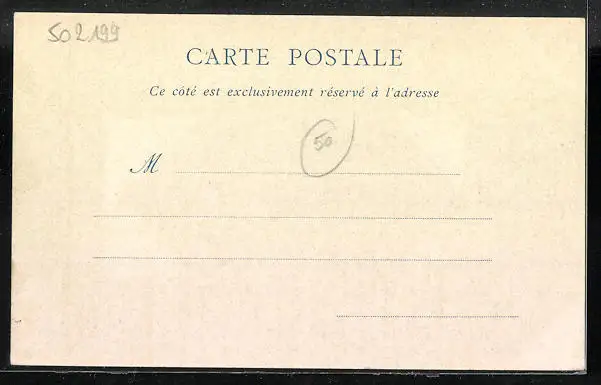 502199
CARTE POSTALE
Ce côté est exclusivement réservé à l'adresse
50
M